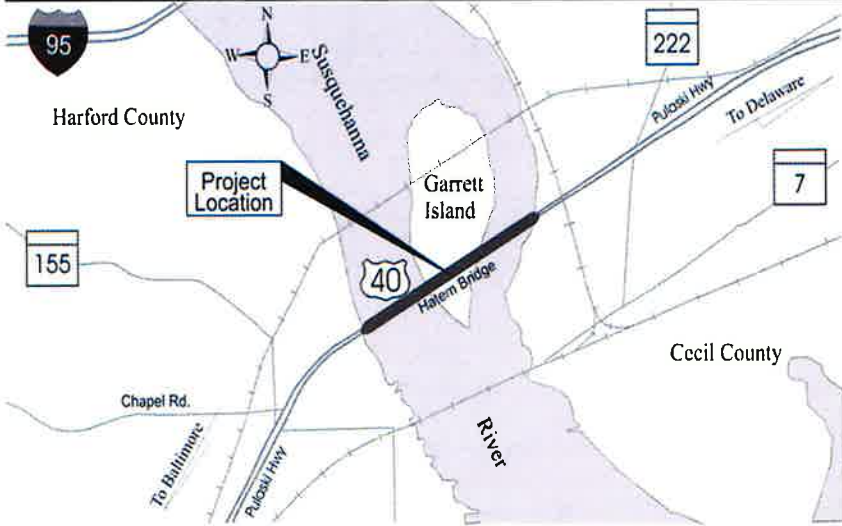 95
N
W
E
S
Susquehanna
222
Pulaski Hwy
To Delaware
Harford County
Project
Location
Garrett
Island
7
155
40
Hatem Bridge
Cecil County
Chapel Rd.
To Baltimore
Pulaski Hwy
River